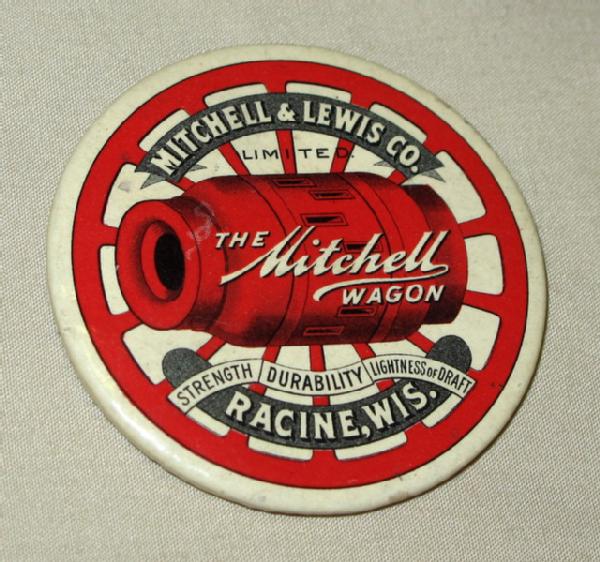 MITCHELL & LEWIS CO.
LIMITED.
THE Mitchell
WAGON
STRENGTH DURABILITY LIGHTNESS OF DRAFT.
RACINE, WIS.